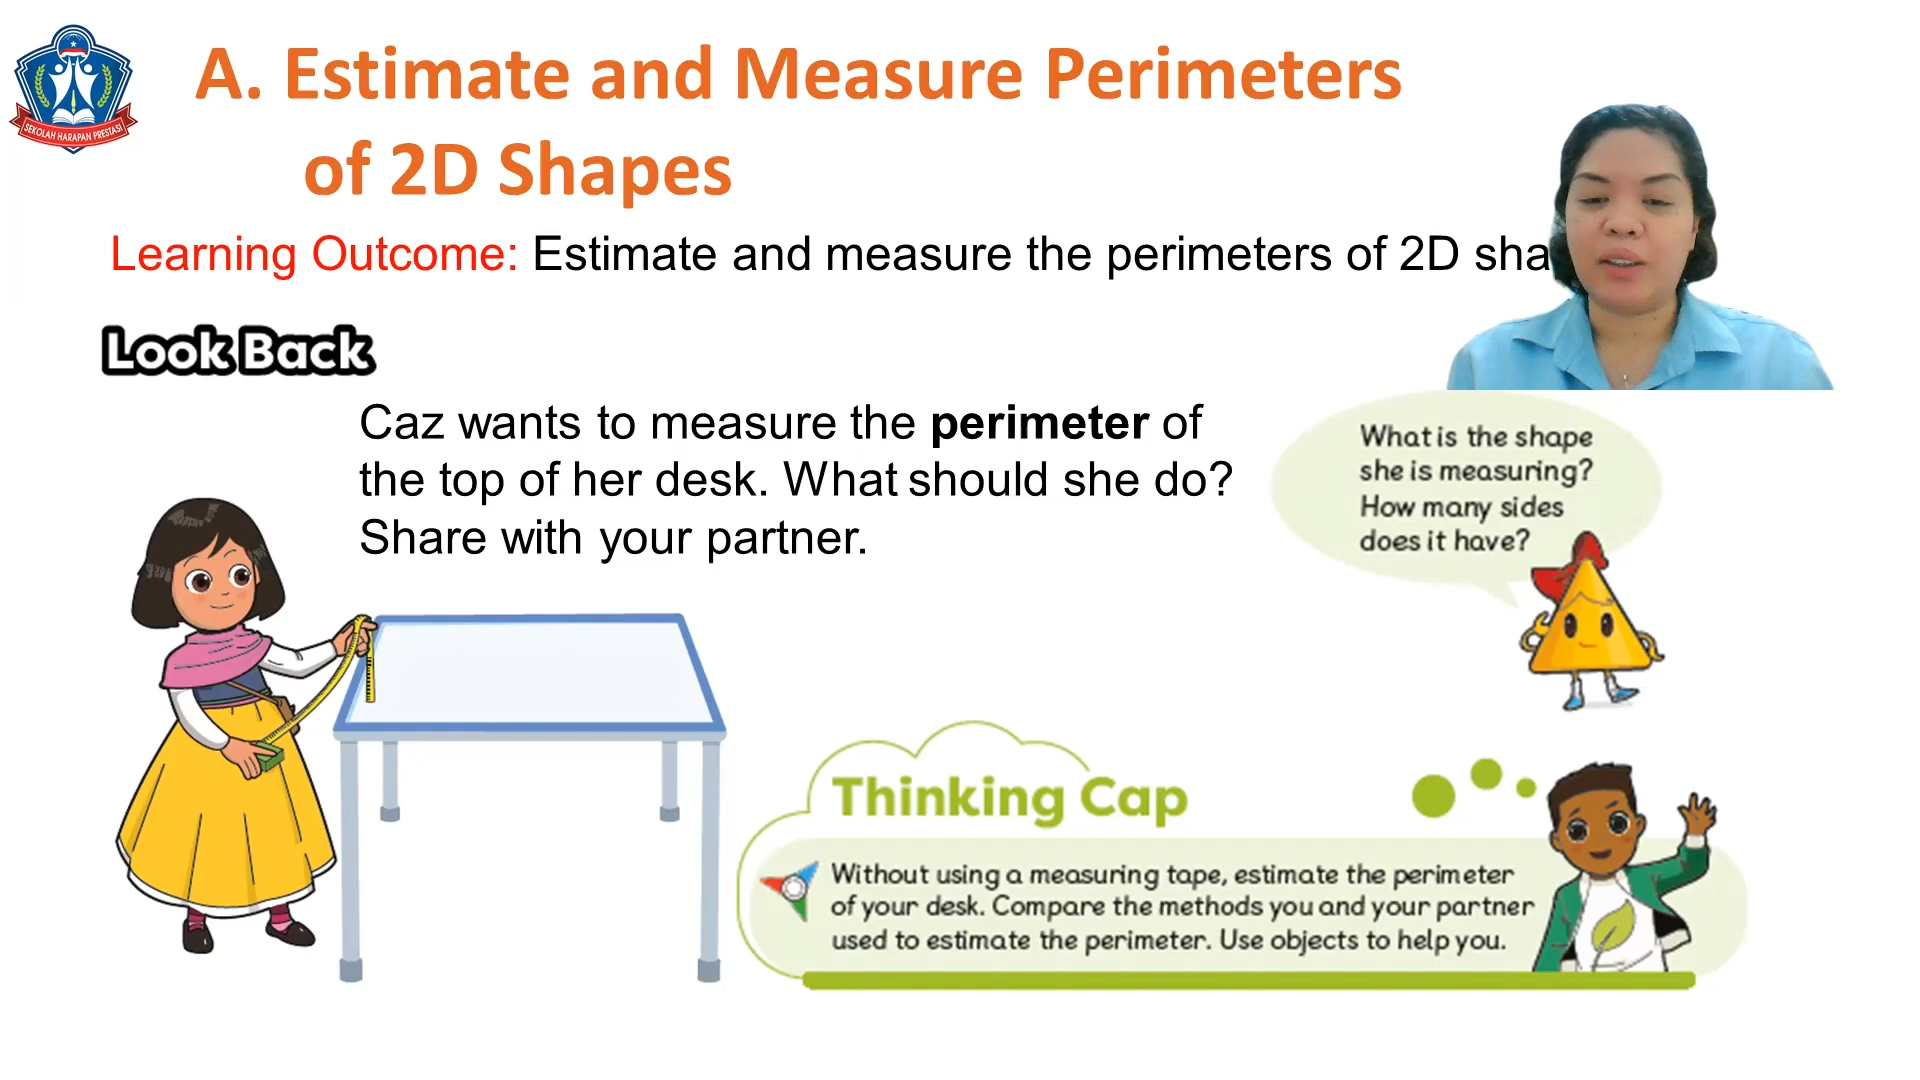 SEKOLAH HARAPAN PRESTASI
A. Estimate and Measure Perimeters
of 2D Shapes
Learning Outcome: Estimate and measure the perimeters of 2D sha
Look Back
Caz wants to measure the perimeter of
the top of her desk. What should she do?
Share with your partner.
What is the shape
she is measuring?
How many sides
does it have?
Thinking Cap
Without using a measuring tape, estimate the perimeter
of your desk. Compare the methods you and your partner
used to estimate the perimeter. Use objects to help you.